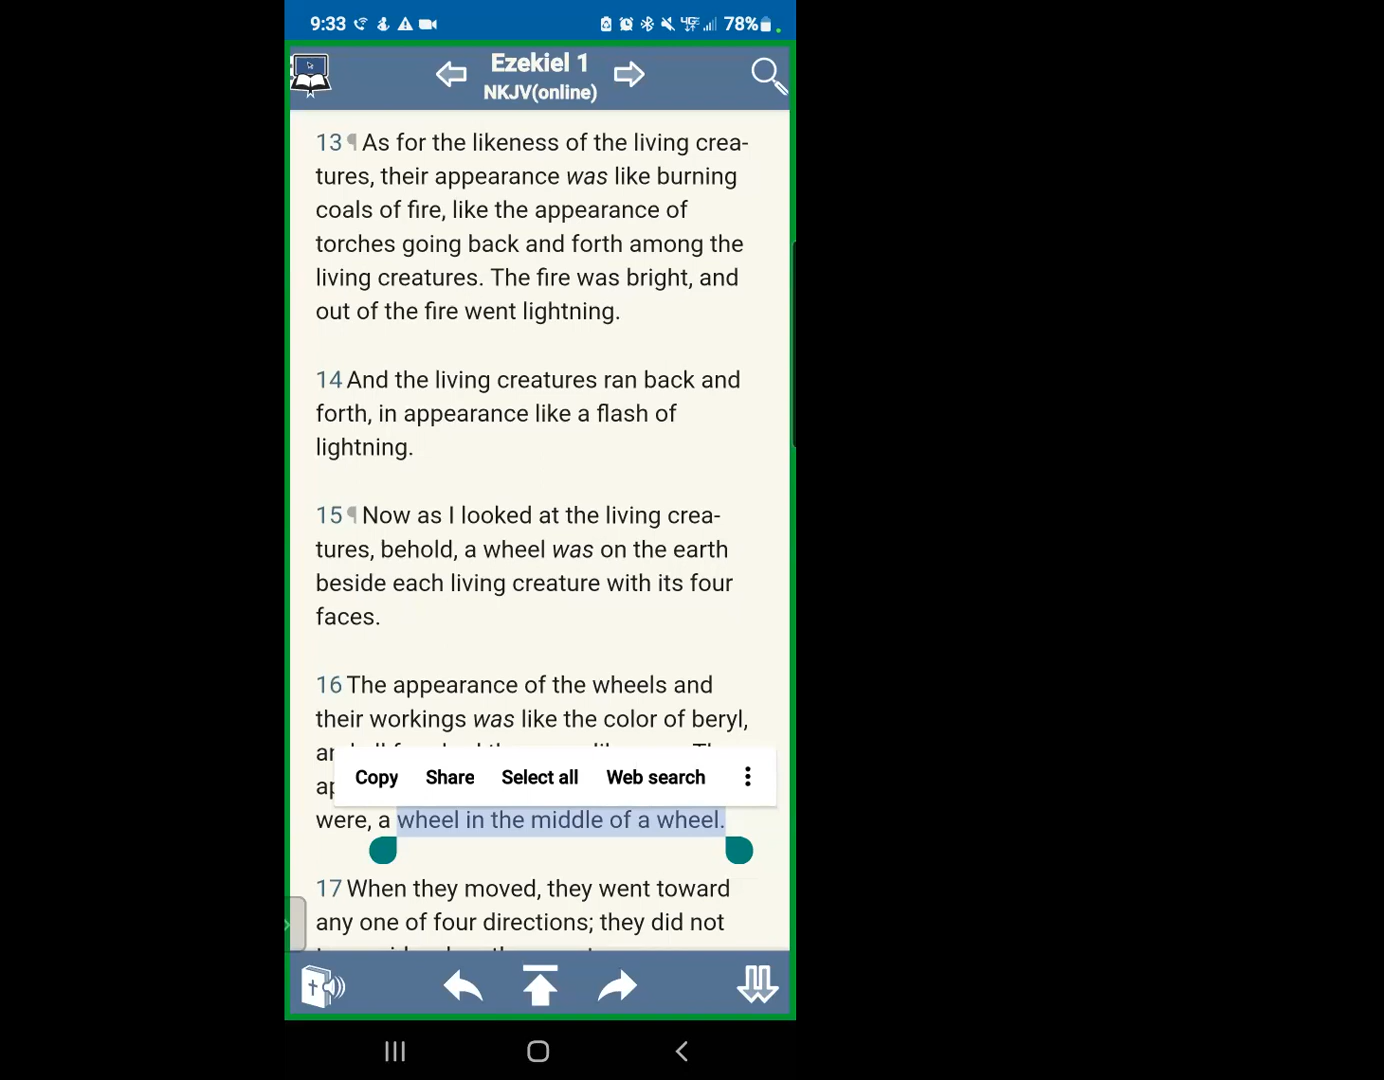 9:33 78%
Ezekiel 1
NKJV(online)
13 ¶ As for the likeness of the living crea-
tures, their appearance was like burning
coals of fire, like the appearance of
torches going back and forth among the
living creatures. The fire was bright, and
out of the fire went lightning.
14 And the living creatures ran back and
forth, in appearance like a flash of
lightning.
15 ¶ Now as I looked at the living crea-
tures, behold, a wheel was on the earth
beside each living creature with its four
faces.
16 The appearance of the wheels and
their workings was like the color of beryl,
Copy Share Select all Web search
were, a wheel in the middle of a wheel.
17 When they moved, they went toward
any one of four directions; they did not